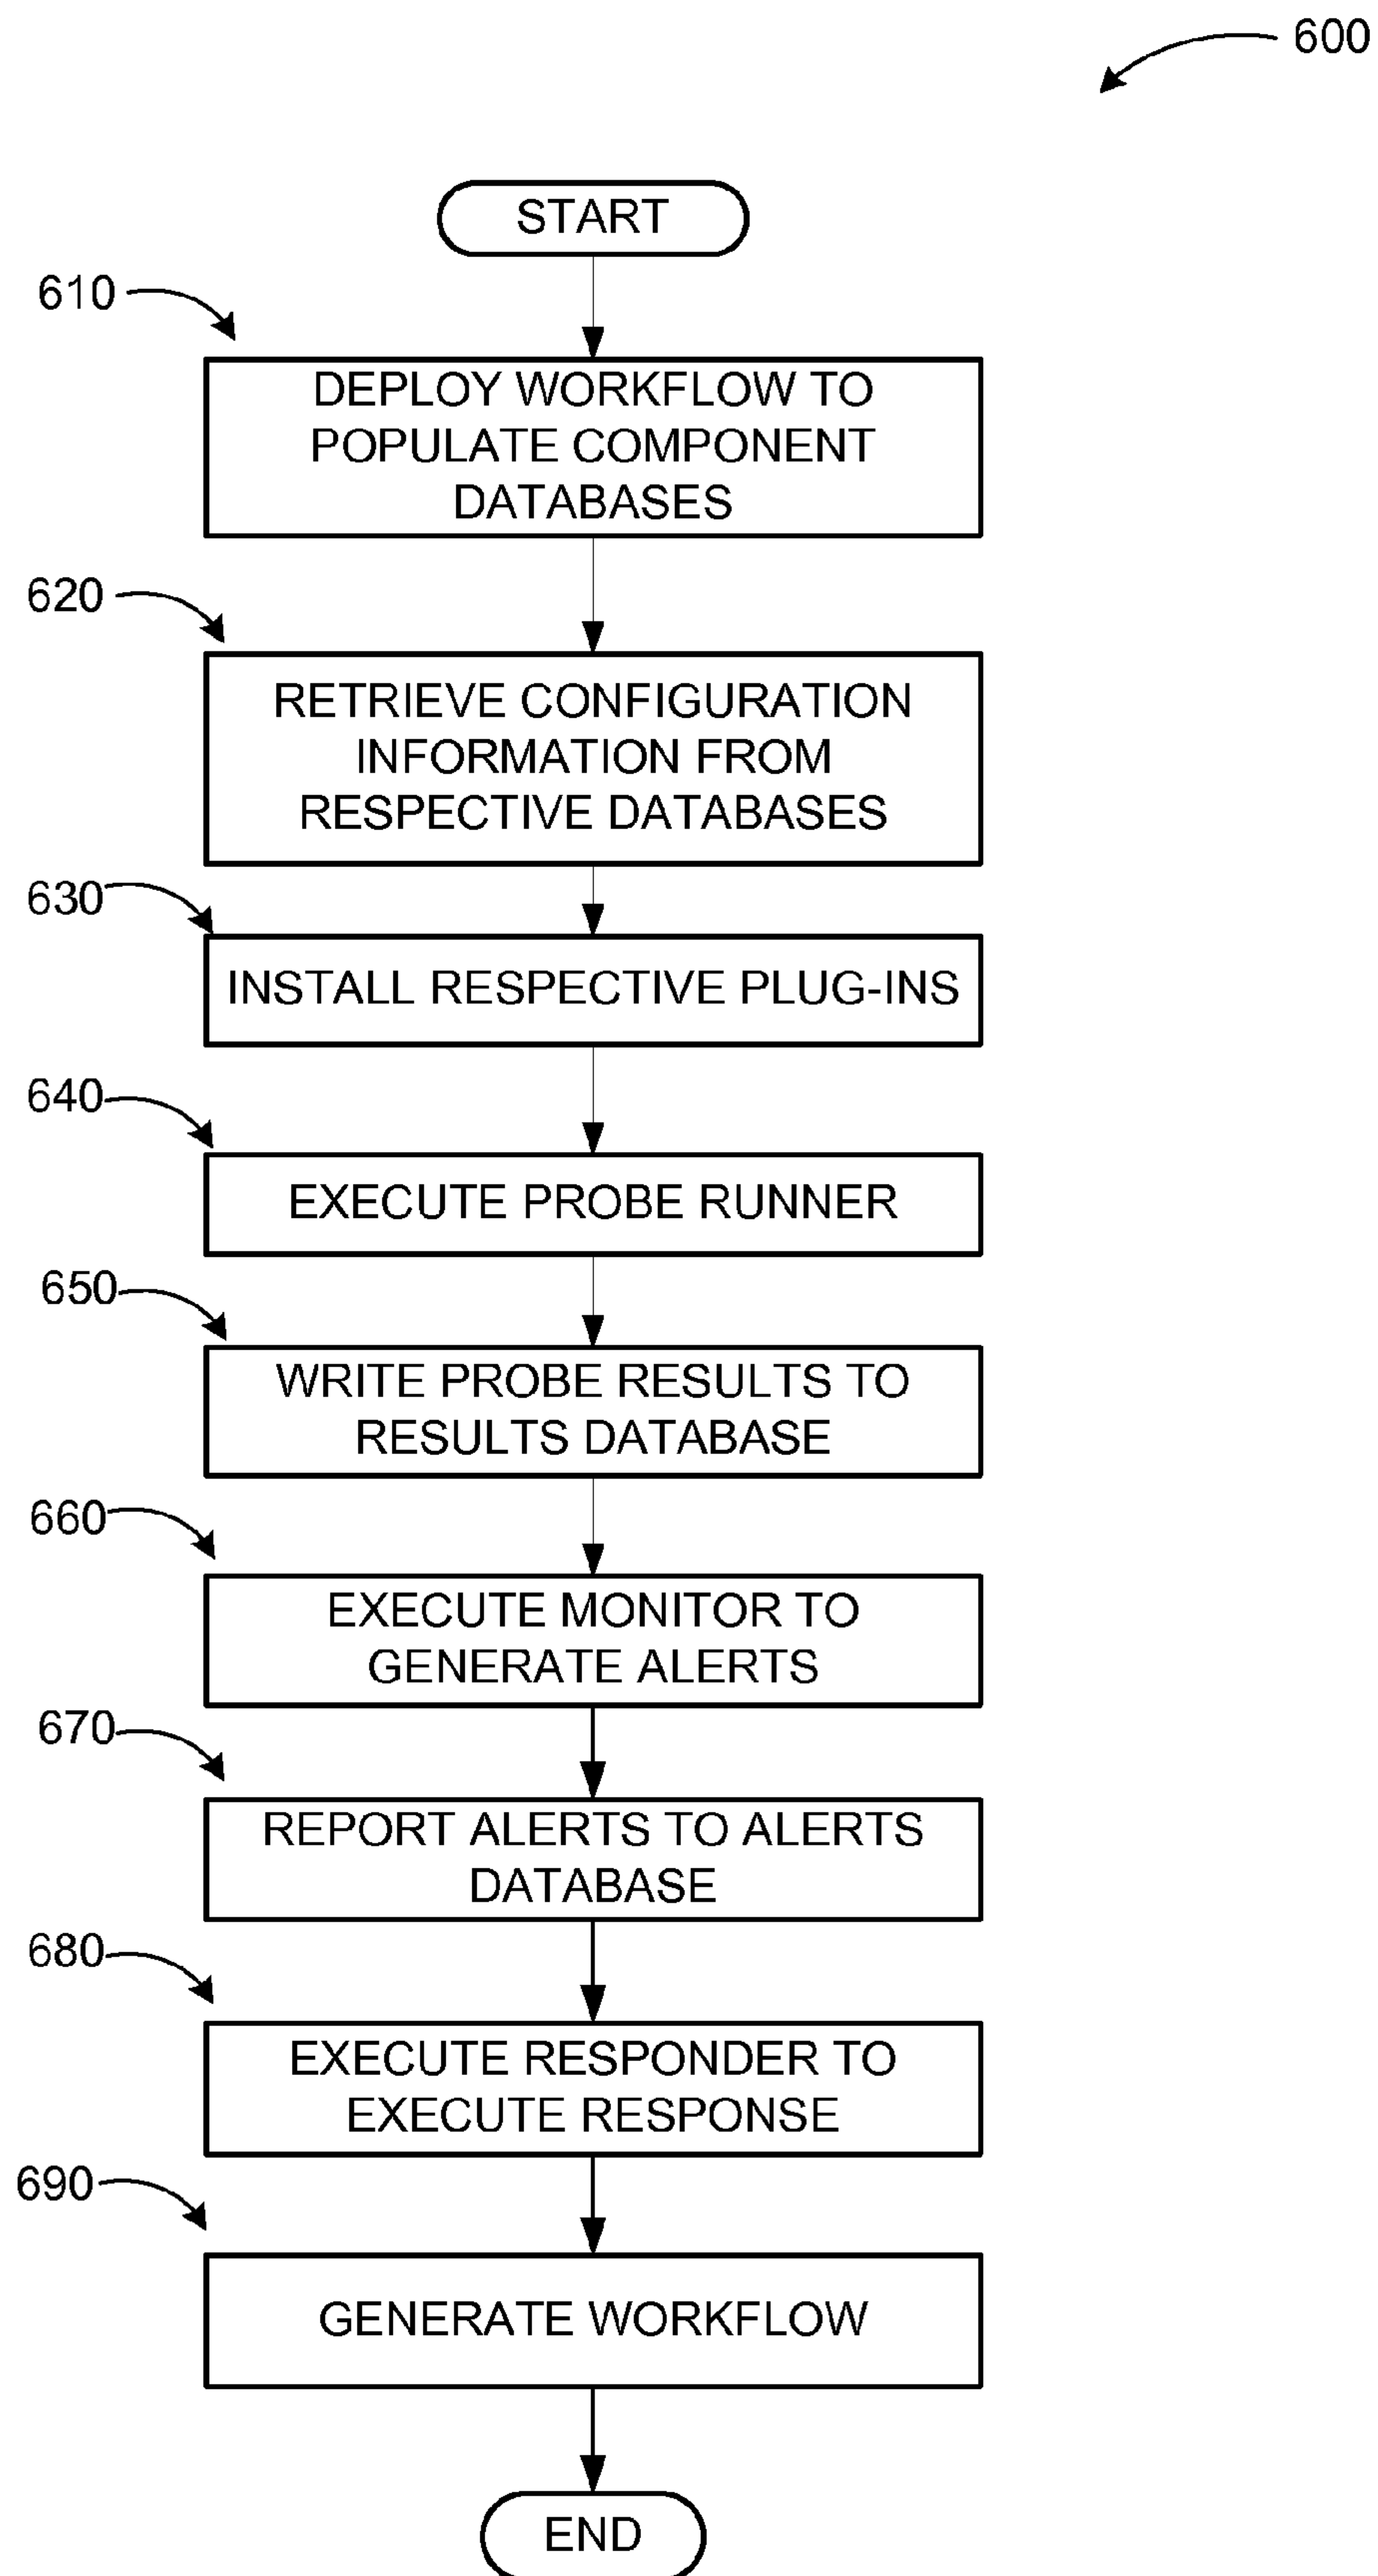 600
START
610
DEPLOY WORKFLOW TO
POPULATE COMPONENT
DATABASES
620
RETRIEVE CONFIGURATION
INFORMATION FROM
RESPECTIVE DATABASES
630
INSTALL RESPECTIVE PLUG-INS
640
EXECUTE PROBE RUNNER
650
WRITE PROBE RESULTS TO
RESULTS DATABASE
660
EXECUTE MONITOR TO
GENERATE ALERTS
670
REPORT ALERTS TO ALERTS
DATABASE
680
EXECUTE RESPONDER TO
EXECUTE RESPONSE
690
GENERATE WORKFLOW
END